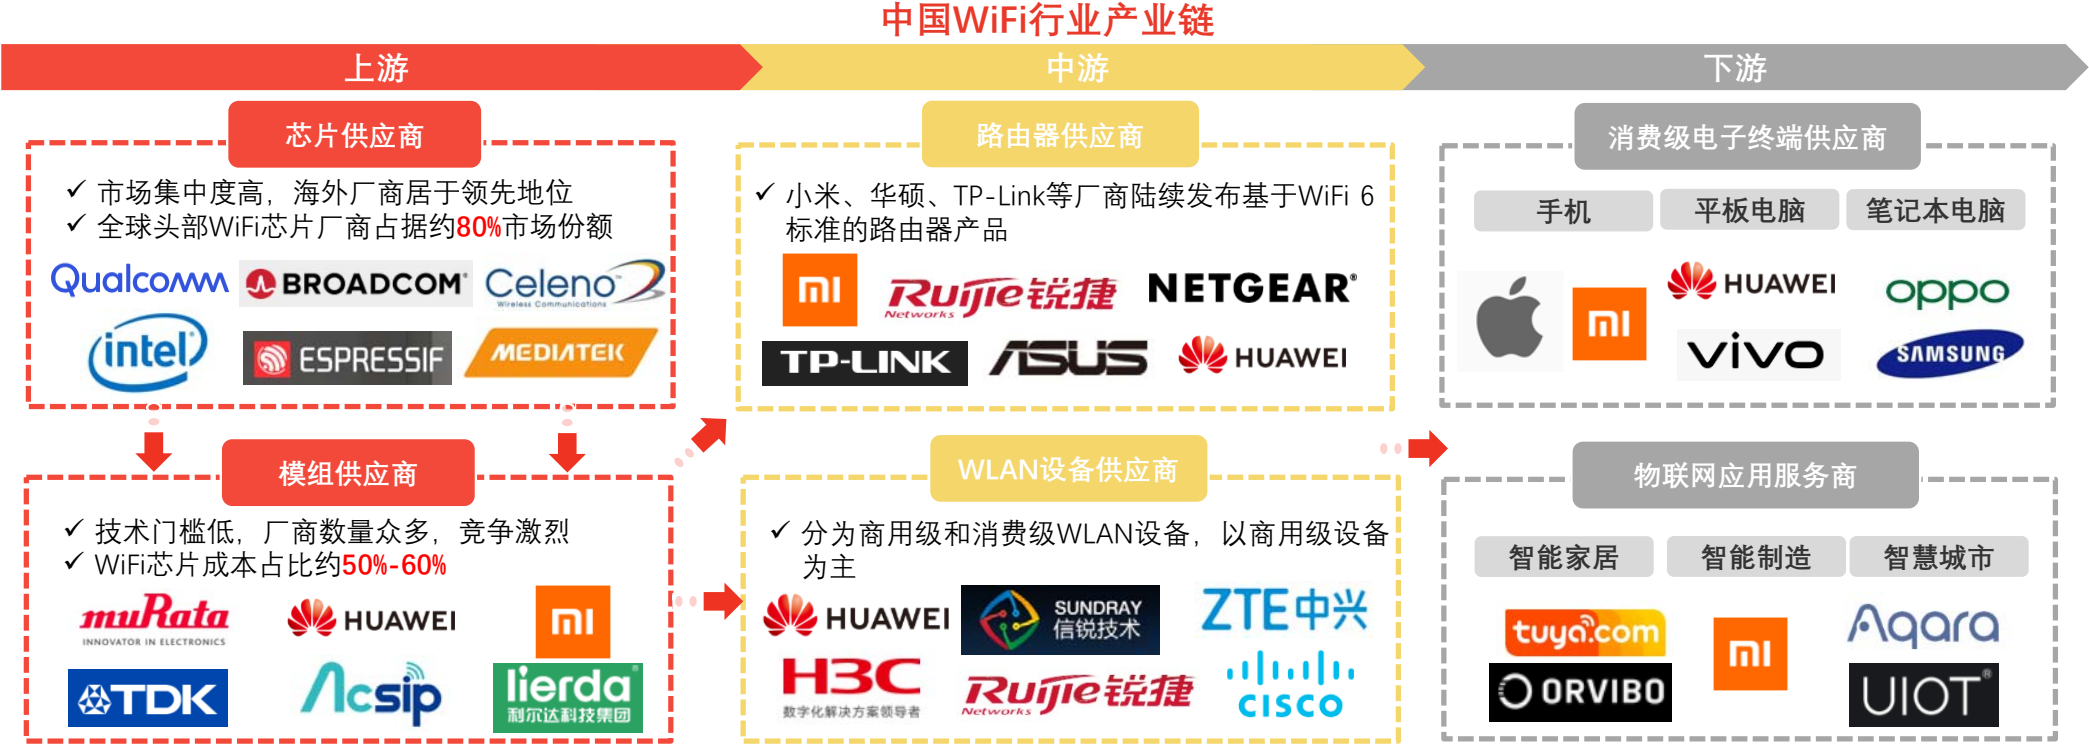 中国WiFi行业产业链
上游
中游
下游
芯片供应商
市场集中度高，海外厂商居于领先地位
全球头部WiFi芯片厂商占据约80%市场份额
Qualcomm
BROADCOM®
Celeno™
Wireless Communications
intel
ESPRESSIF
MEDIATEK
模组供应商
技术门槛低，厂商数量众多，竞争激烈
WiFi芯片成本占比约50%-60%
muRata
INNOVATOR IN ELECTRONICS
HUAWEI
mi
TDK
Acsip
lierda
利尔达科技集团
路由器供应商
小米、华硕、TP-Link等厂商陆续发布基于WiFi 6
标准的路由器产品
mi
Ruijie锐捷
Networks
NETGEAR®
TP-LINK
ASUS
HUAWEI
WLAN设备供应商
分为商用级和消费级WLAN设备，以商用级设备
为主
HUAWEI
SUNDRAY
信锐技术
ZTE中兴
H3C
数字化解决方案领导者
Ruijie锐捷
Networks
CISCO
消费级电子终端供应商
手机
平板电脑
笔记本电脑
mi
HUAWEI
oppo
vivo
SAMSUNG
物联网应用服务商
智能家居
智能制造
智慧城市
tuya.com
mi
Aqara
ORVIBO
UIOT®